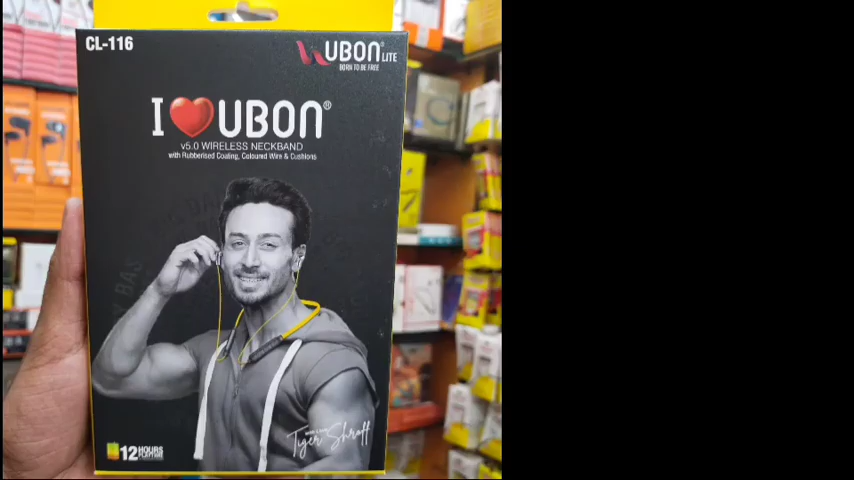 CL-116
UBON LITE
BORN TO BE FREE
I ❤ UBON®
v5.0 WIRELESS NECKBAND
with Rubberised Coating, Coloured Wire & Cushions
Tiger Shroff
12 HOURS
PLAYTIME